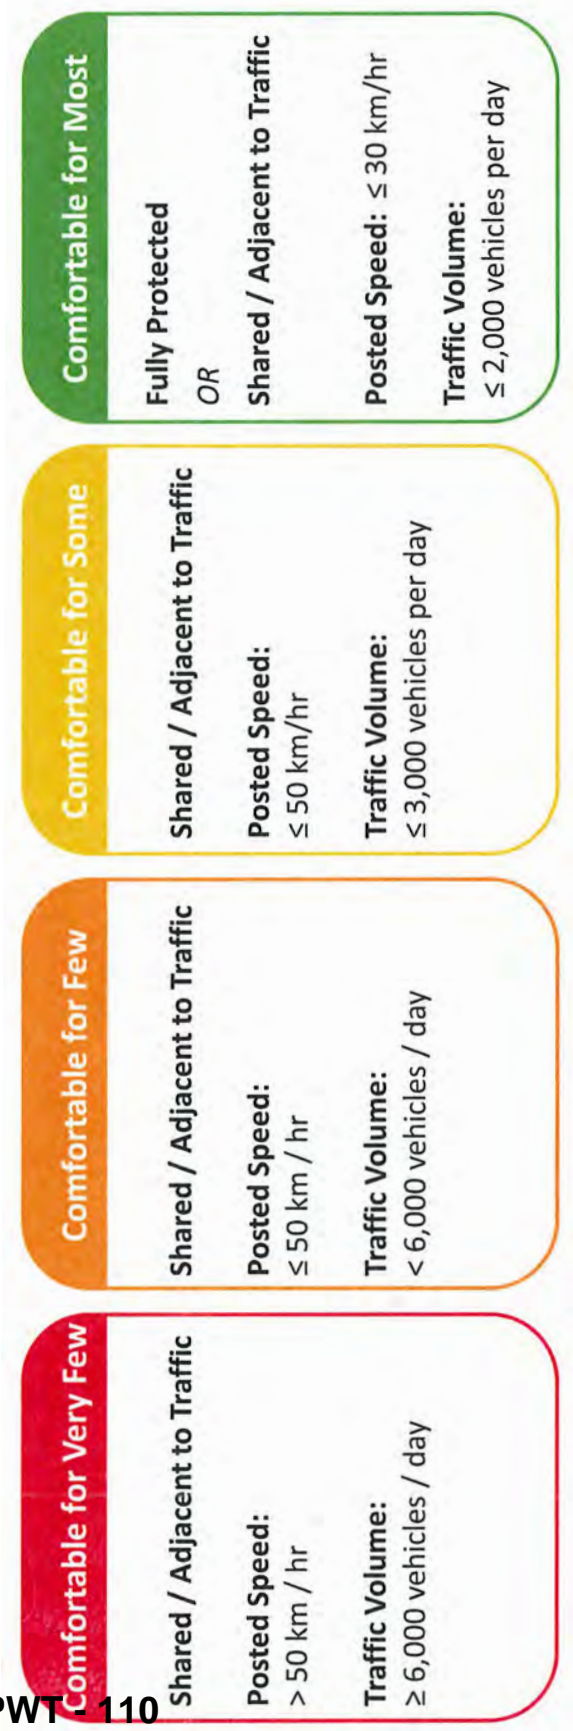 Comfortable for Very Few
Shared / Adjacent to Traffic
Posted Speed:
> 50 km / hr
Traffic Volume:
≥ 6,000 vehicles / day
Comfortable for Few
Shared / Adjacent to Traffic
Posted Speed:
≤ 50 km / hr
Traffic Volume:
< 6,000 vehicles / day
Comfortable for Some
Shared / Adjacent to Traffic
Posted Speed:
≤ 50 km/hr
Traffic Volume:
≤ 3,000 vehicles per day
Comfortable for Most
Fully Protected
OR
Shared / Adjacent to Traffic
Posted Speed: ≤ 30 km/hr
Traffic Volume:
≤ 2,000 vehicles per day
PWT - 110